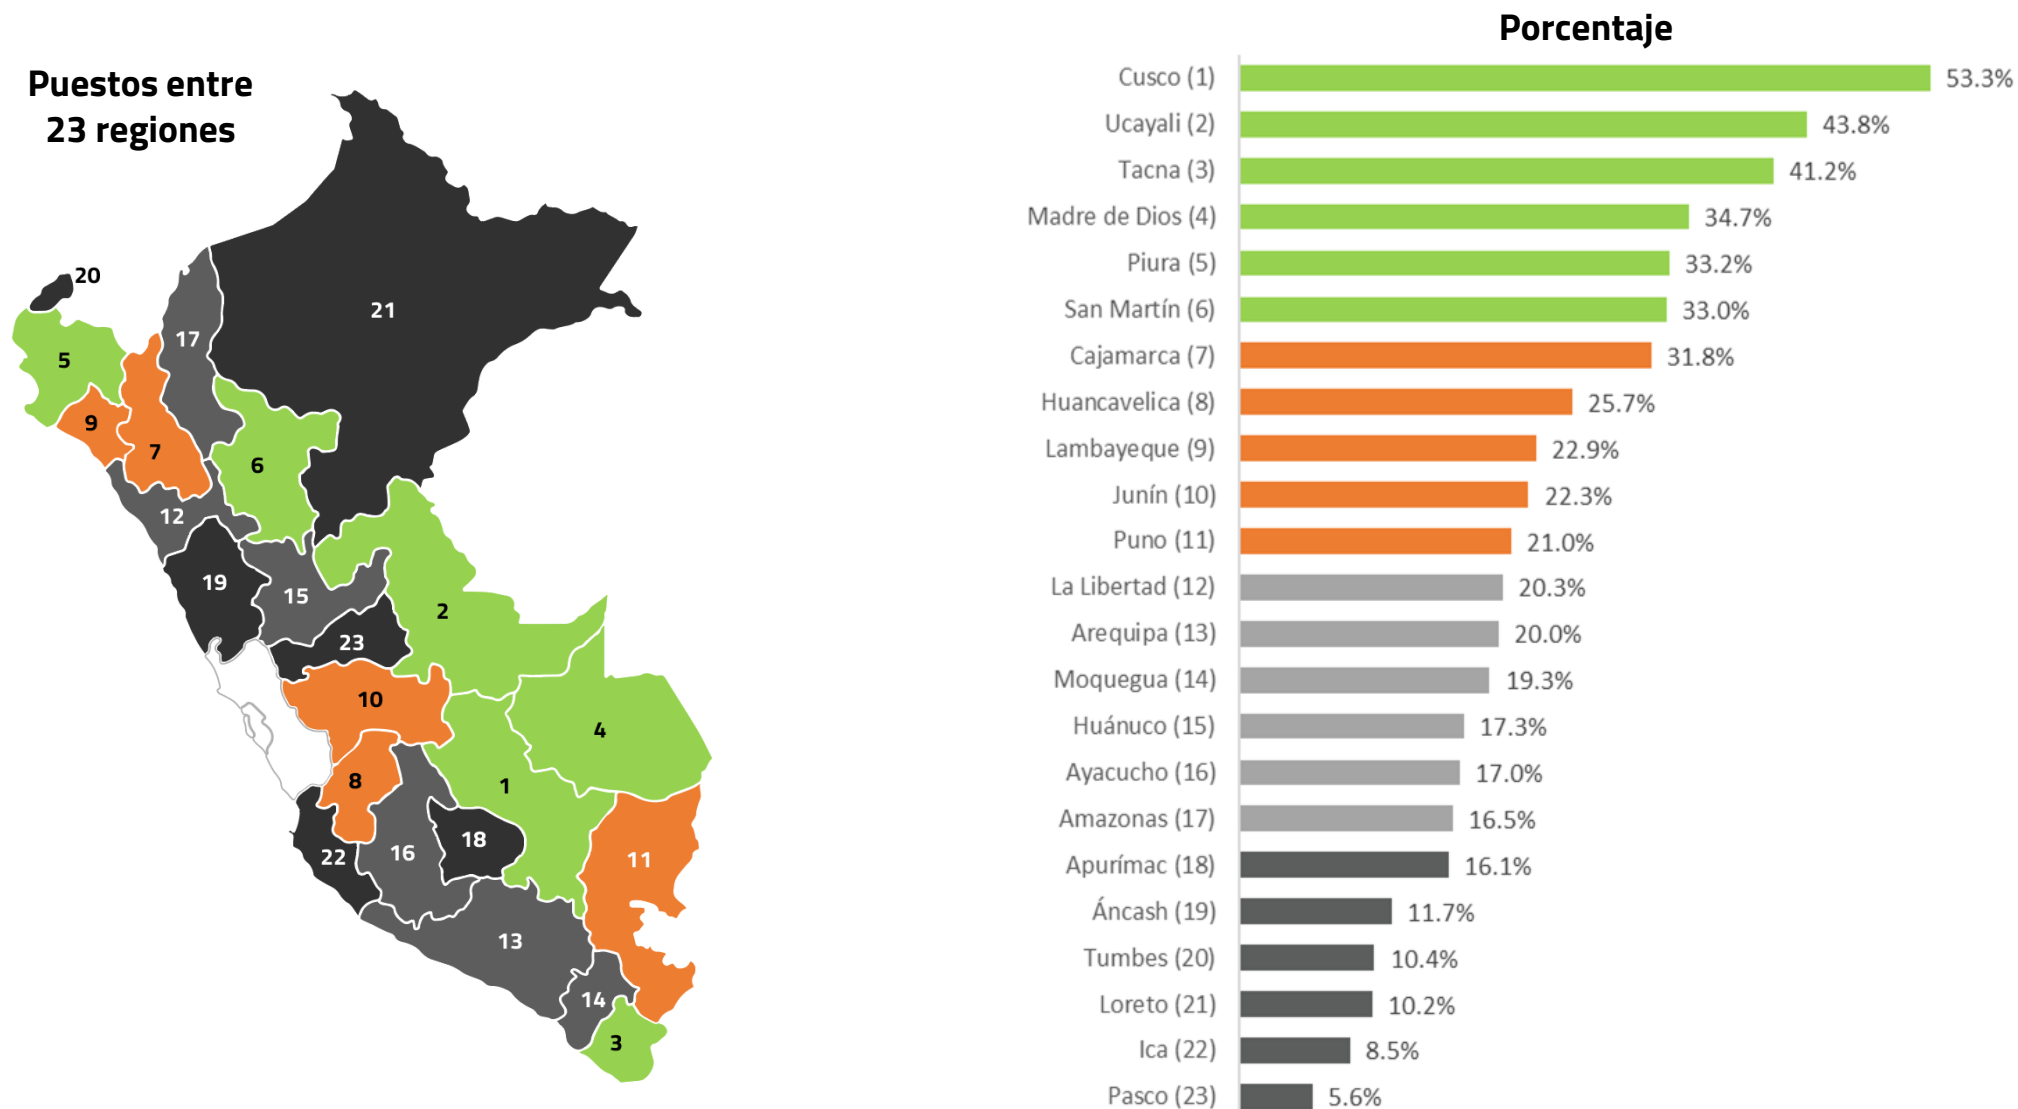 Puestos entre
23 regiones
20
21
17
5
9
7
6
12
19
15
2
23
10
4
8
1
18
16
22
11
13
14
3
Porcentaje
Cusco (1) 53.3%
Ucayali (2) 43.8%
Tacna (3) 41.2%
Madre de Dios (4) 34.7%
Piura (5) 33.2%
San Martín (6) 33.0%
Cajamarca (7) 31.8%
Huancavelica (8) 25.7%
Lambayeque (9) 22.9%
Junín (10) 22.3%
Puno (11) 21.0%
La Libertad (12) 20.3%
Arequipa (13) 20.0%
Moquegua (14) 19.3%
Huánuco (15) 17.3%
Ayacucho (16) 17.0%
Amazonas (17) 16.5%
Apurímac (18) 16.1%
Áncash (19) 11.7%
Tumbes (20) 10.4%
Loreto (21) 10.2%
Ica (22) 8.5%
Pasco (23) 5.6%